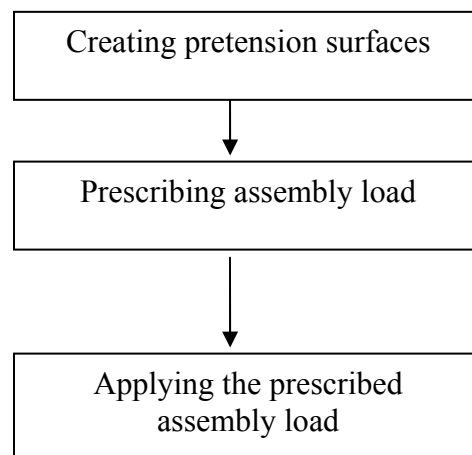 Creating pretension surfaces
Prescribing assembly load
Applying the prescribed
assembly load